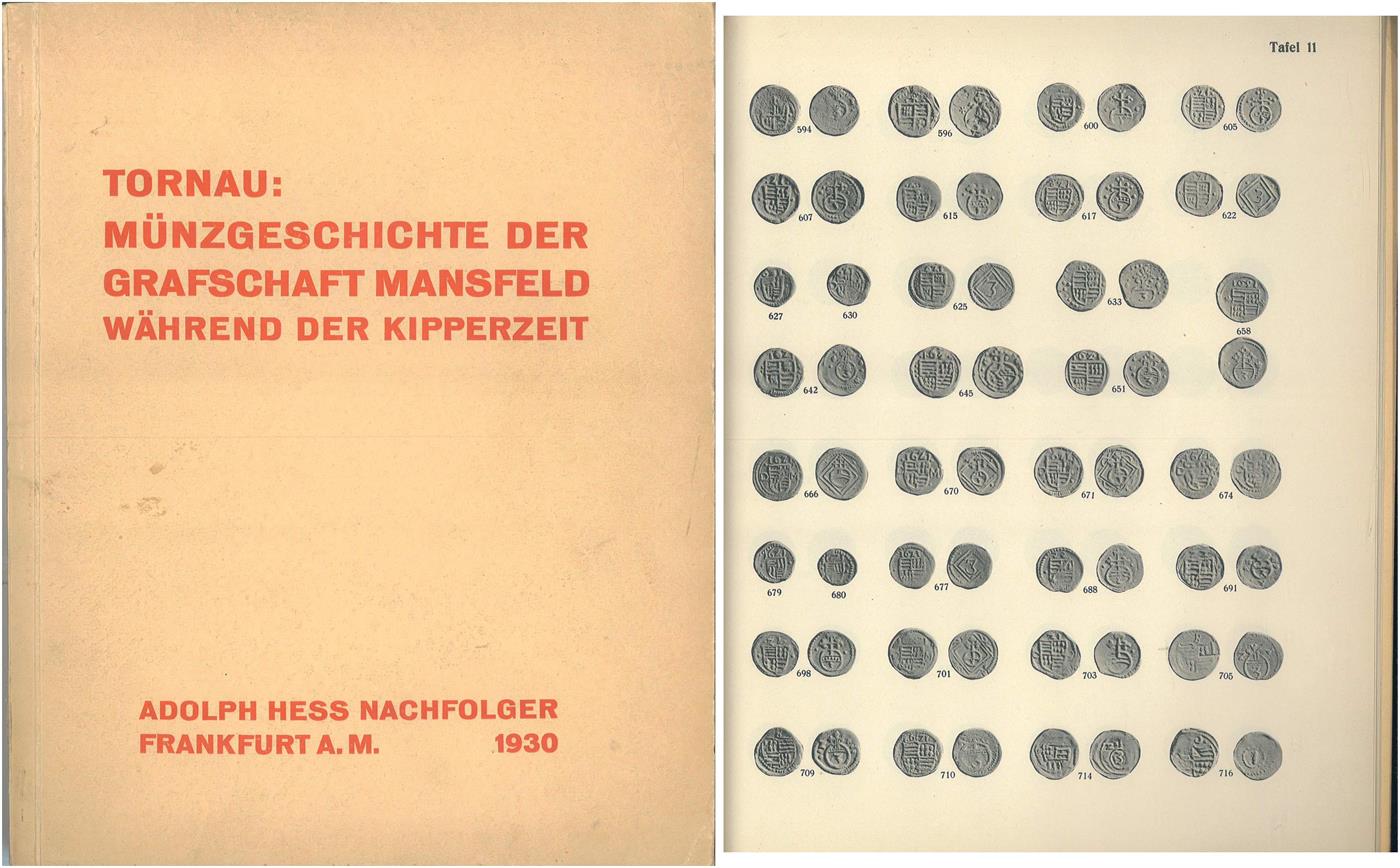 TORNAU:
MÜNZGESCHICHTE DER
GRAFSCHAFT MANSFELD
WÄHREND DER KIPPERZEIT
ADOLPH HESS NACHFOLGER
FRANKFURT A. M. 1930
Tafel 11
594 596 600 605
607 615 617 622
627 630 625 633 658
642 645 651
666 670 671 674
679 680 677 688 691
698 701 703 705
709 710 714 716